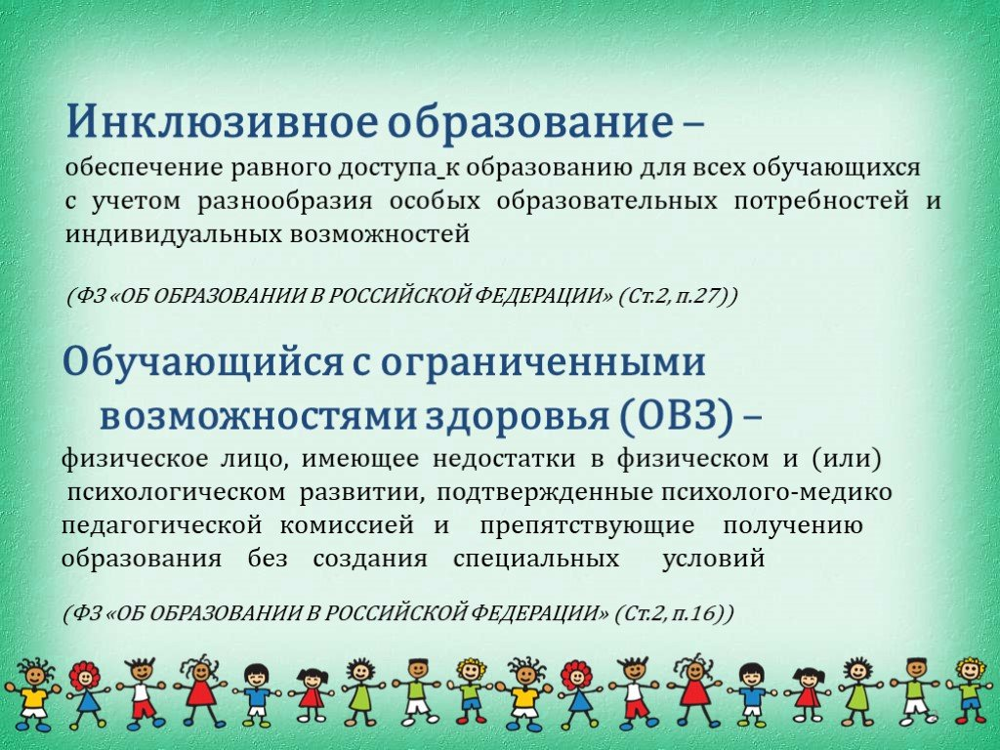 Инклюзивное образование –
обеспечение равного доступа к образованию для всех обучающихся
с учетом разнообразия особых образовательных потребностей и
индивидуальных возможностей
(ФЗ «ОБ ОБРАЗОВАНИИ В РОССИЙСКОЙ ФЕДЕРАЦИИ» (Ст.2, п.27))
Обучающийся с ограниченными
возможностями здоровья (ОВЗ) –
физическое лицо, имеющее недостатки в физическом и (или)
психологическом развитии, подтвержденные психолого-медико
педагогической комиссией и препятствующие получению
образования без создания специальных условий
(ФЗ «ОБ ОБРАЗОВАНИИ В РОССИЙСКОЙ ФЕДЕРАЦИИ» (Ст.2, п.16))